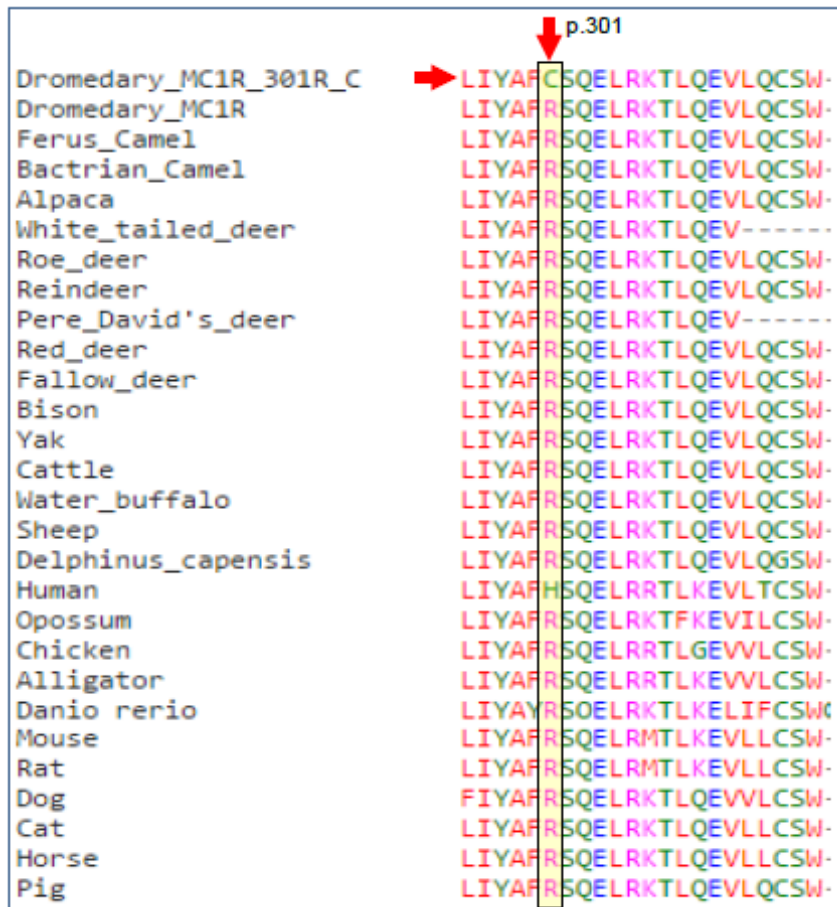 p.301
Dromedary_MC1R_301R_C LIYAFCSQELRKTLQEVLQCSW-
Dromedary_MC1R LIYAFRSQELRKTLQEVLQCSW-
Ferus_Camel LIYAFRSQELRKTLQEVLQCSW-
Bactrian_Camel LIYAFRSQELRKTLQEVLQCSW-
Alpaca LIYAFRSQELRKTLQEVLQCSW-
White_tailed_deer LIYAFRSQELRKTLQEV------
Roe_deer LIYAFRSQELRKTLQEVLQCSW-
Reindeer LIYAFRSQELRKTLQEVLQCSW-
Pere_David's_deer LIYAFRSQELRKTLQEV------
Red_deer LIYAFRSQELRKTLQEVLQCSW-
Fallow_deer LIYAFRSQELRKTLQEVLQCSW-
Bison LIYAFRSQELRKTLQEVLQCSW-
Yak LIYAFRSQELRKTLQEVLQCSW-
Cattle LIYAFRSQELRKTLQEVLQCSW-
Water_buffalo LIYAFRSQELRKTLQEVLQCSW-
Sheep LIYAFRSQELRKTLQEVLQCSW-
Delphinus_capensis LIYAFRSQELRKTLQEVLQGSW-
Human LIYAFHSQELRRTLKEVLTCSW-
Opossum LIYAFRSQELRKTFKEVILCSW-
Chicken LIYAFRSQELRRTLGEVVLCSW-
Alligator LIYAFRSQELRRTLKEVVLCSW-
Danio rerio LIYAYRSQELRKTLKELIFCSW
Mouse LIYAFRSQELRMTLKEVLLCSW-
Rat LIYAFRSQELRMTLKEVLLCSW-
Dog FIYAFRSQELRKTLQEVVLCSW-
Cat LIYAFRSQELRKTLQEVLLCSW-
Horse LIYAFRSQELRKTLQEVLLCSW-
Pig LIYAFRSQELRKTLQEVLQCSW-